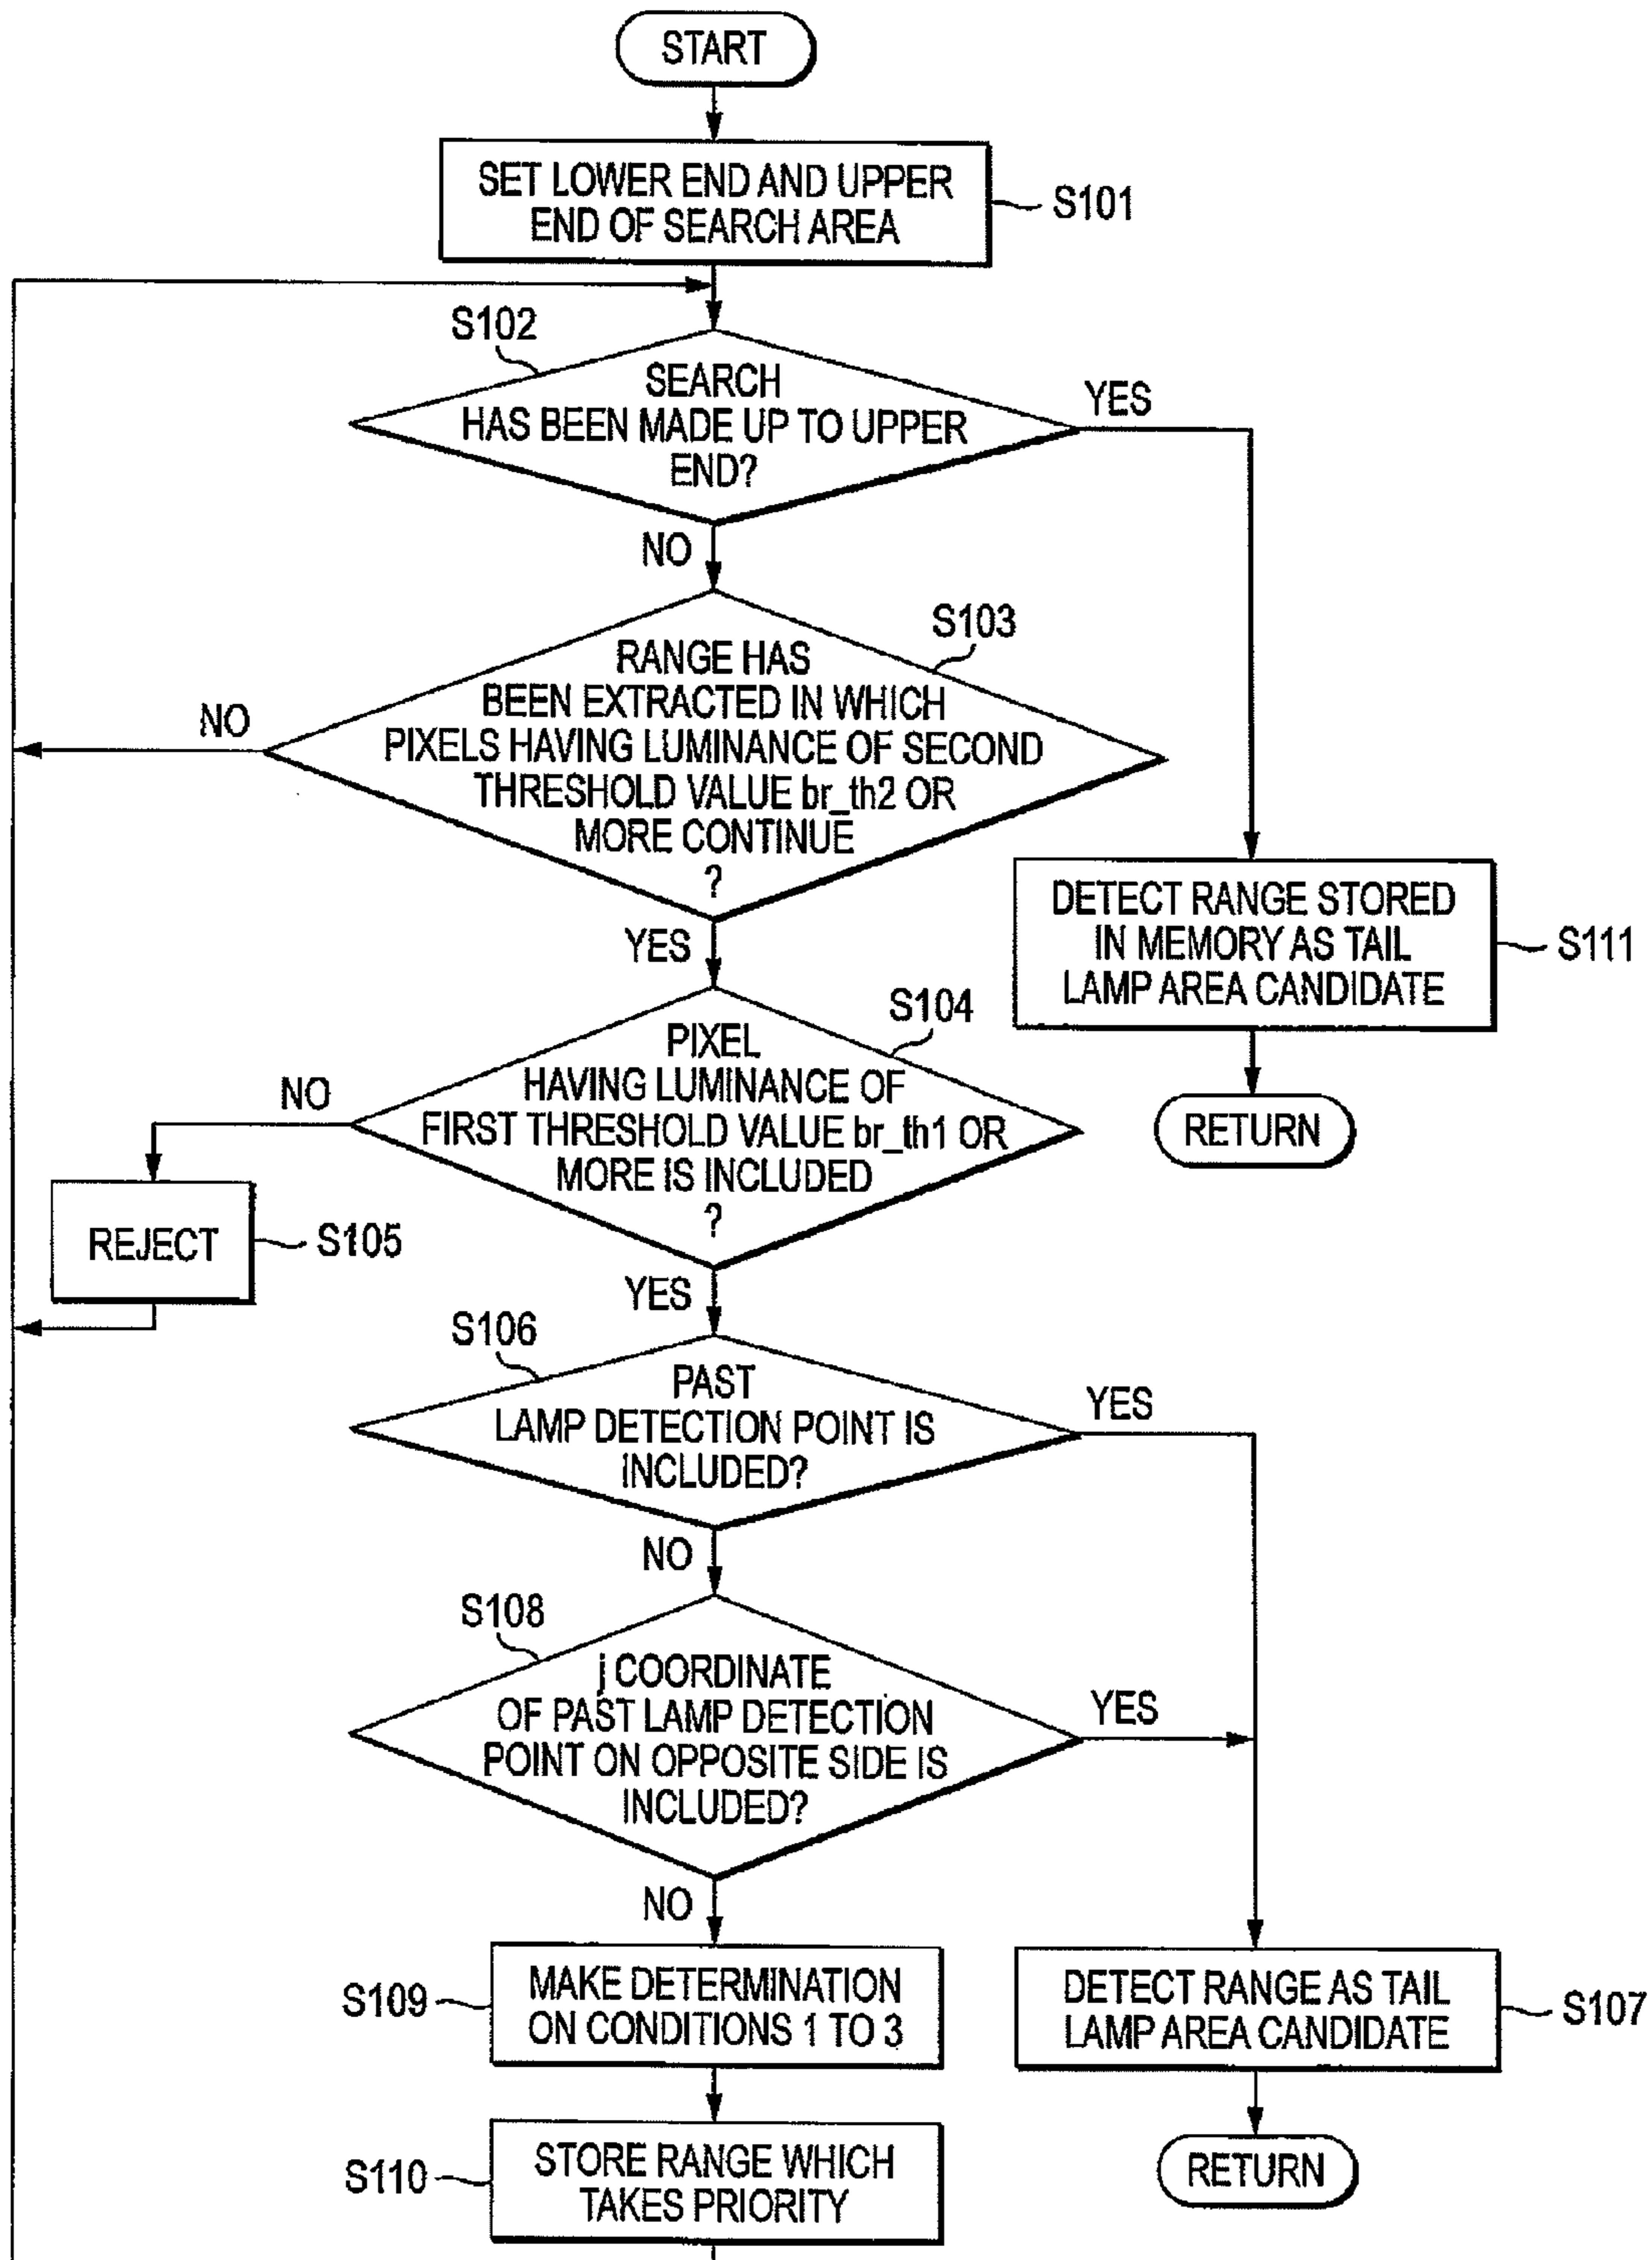 START
SET LOWER END AND UPPER
END OF SEARCH AREA
S101
S102
SEARCH
HAS BEEN MADE UP TO UPPER
END?
YES
NO
S103
RANGE HAS
BEEN EXTRACTED IN WHICH
PIXELS HAVING LUMINANCE OF SECOND
THRESHOLD VALUE br_th2 OR
MORE CONTINUE
?
NO
YES
DETECT RANGE STORED
IN MEMORY AS TAIL
LAMP AREA CANDIDATE
S111
RETURN
S104
PIXEL
HAVING LUMINANCE OF
FIRST THRESHOLD VALUE br_th1 OR
MORE IS INCLUDED
?
NO
REJECT
S105
YES
S106
PAST
LAMP DETECTION POINT IS
INCLUDED?
YES
NO
S108
j COORDINATE
OF PAST LAMP DETECTION
POINT ON OPPOSITE SIDE IS
INCLUDED?
YES
NO
S109
MAKE DETERMINATION
ON CONDITIONS 1 TO 3
DETECT RANGE AS TAIL
LAMP AREA CANDIDATE
S107
S110
STORE RANGE WHICH
TAKES PRIORITY
RETURN